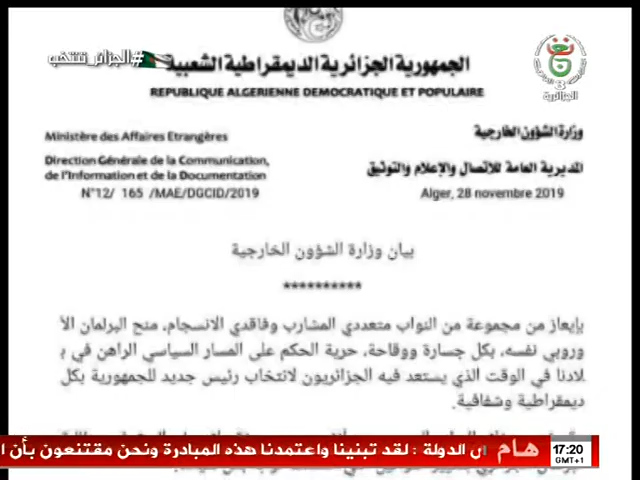 #الجزائر_تنتخب
الجزائرية
3
الجمهورية الجزائرية الديمقراطية الشعبية
REPUBLIQUE ALGERIENNE DEMOCRATIQUE ET POPULAIRE
Ministère des Affaires Etrangères
وزارة الشؤون الخارجية
Direction Générale de la Communication,
de l'Information et de la Documentation
المديرية العامة للاتصال والإعلام والتوثيق
N°12/ 165 /MAE/DGCID/2019
Alger, 28 novembre 2019
بيان وزارة الشؤون الخارجية
**********
بإيعاز من مجموعة من النواب متعددي المشارب وفاقدي الانسجام، منح البرلمان الأ
وروبي نفسه، بكل جسارة ووقاحة، حرية الحكم على المسار السياسي الراهن في ب
لادنا في الوقت الذي يستعد فيه الجزائريون لانتخاب رئيس جديد للجمهورية بكل
ديمقراطية وشفافية.
هام
ن الدولة : لقد تبنينا واعتمدنا هذه المبادرة ونحن مقتنعون بأن ا
17:20
GMT+1